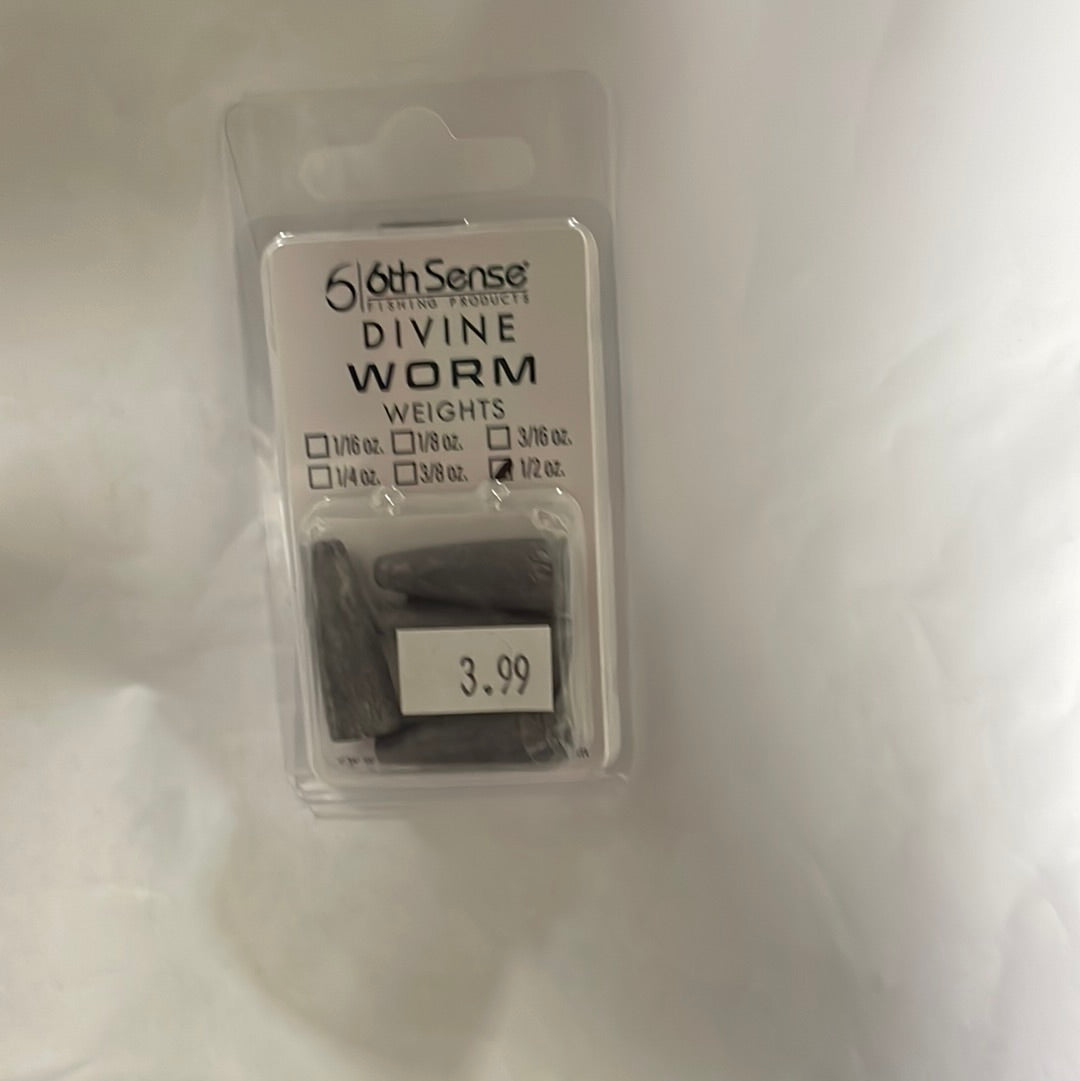 6 6th Sense®
FISHING PRODUCTS
DIVINE
WORM
WEIGHTS
1/16 oz. 1/8 oz. 3/16 oz.
1/4 oz. 3/8 oz. 1/2 oz.
3.99